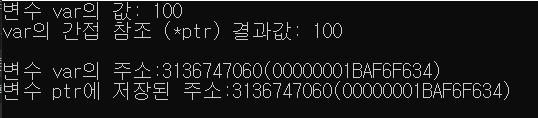 변수 var의 값: 100
var의 간접 참조 (*ptr) 결과값: 100
변수 var의 주소:3136747060(00000001BAF6F634)
변수 ptr에 저장된 주소:3136747060(00000001BAF6F634)